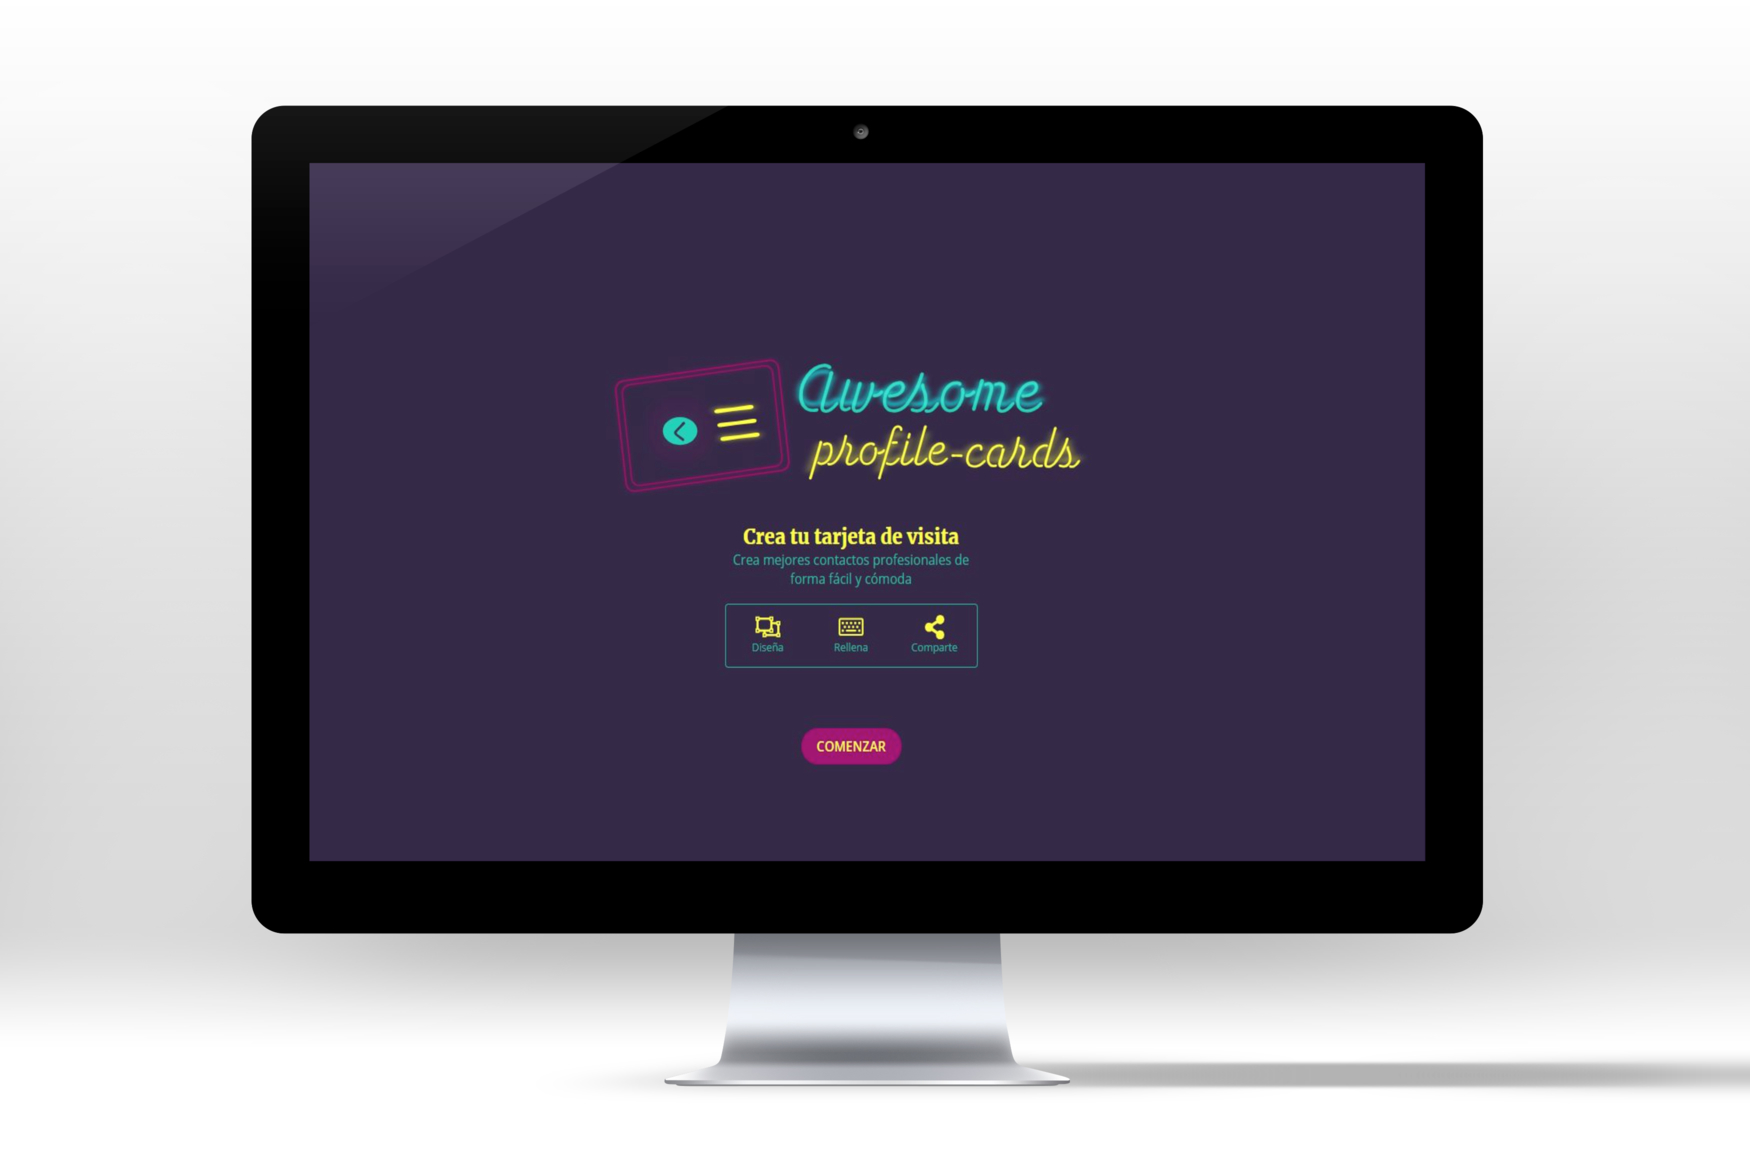 Awesome
profile-cards
Crea tu tarjeta de visita
Crea mejores contactos profesionales de
forma fácil y cómoda
Diseña Rellena Comparte
COMENZAR